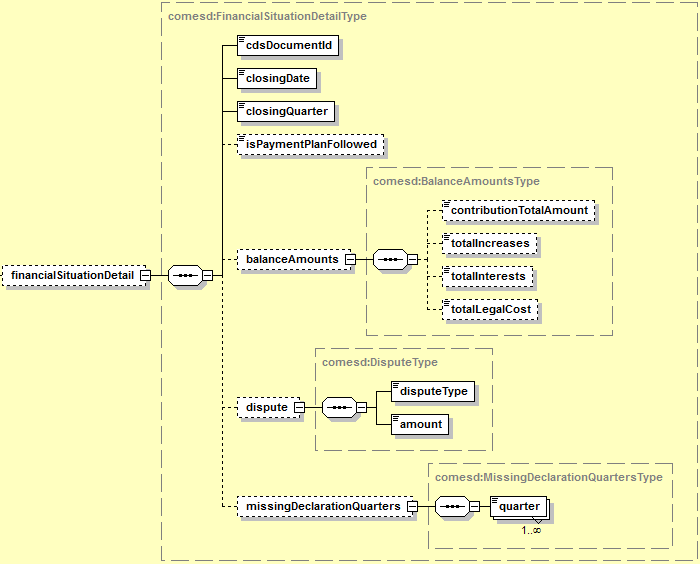 comesd:FinancialSituationDetailType
cdsDocumentId
closingDate
closingQuarter
isPaymentPlanFollowed
comesd:BalanceAmountsType
contributionTotalAmount
totalIncreases
balanceAmounts
totalInterests
financialSituationDetail
totalLegalCost
comesd:DisputeType
disputeType
dispute
amount
comesd:MissingDeclarationQuartersType
missingDeclarationQuarters
quarter
1..∞